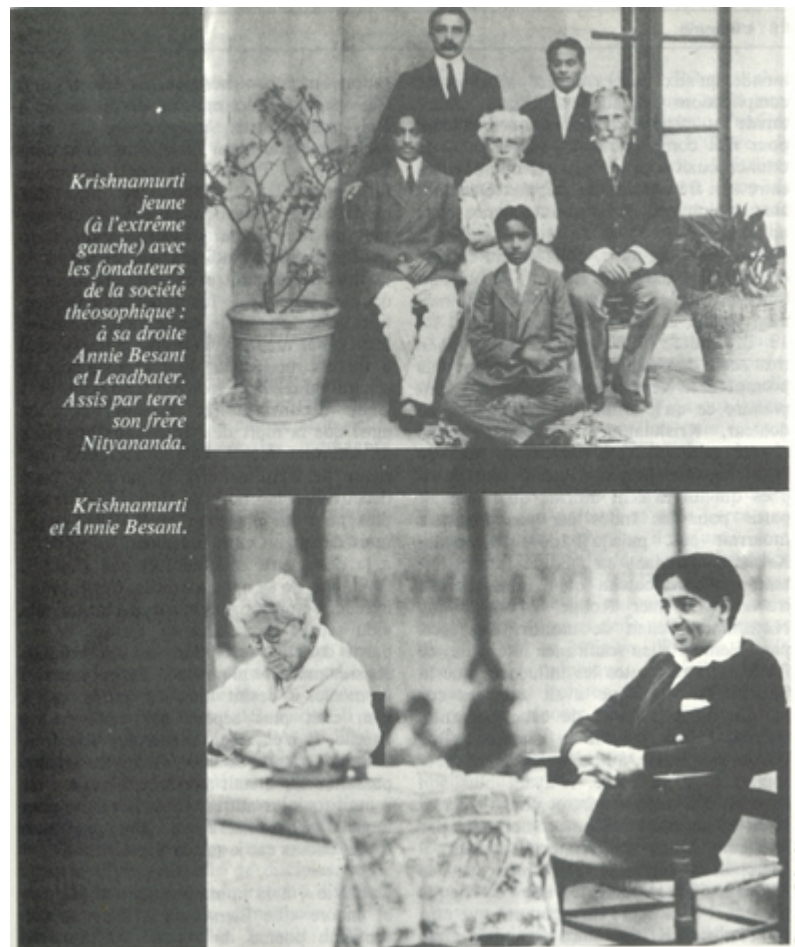 Krishnamurti
jeune
(à l'extrême
gauche) avec
les fondateurs
de la société
théosophique :
à sa droite
Annie Besant
et Leadbater.
Assis par terre
son frère
Nityananda.
Krishnamurti
et Annie Besant.